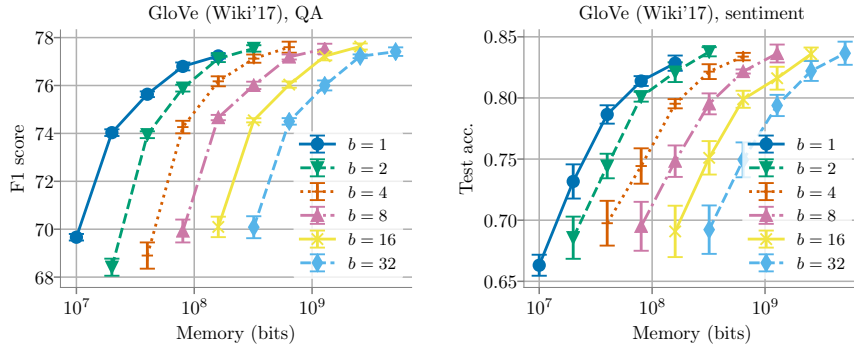 GloVe (Wiki'17), QA
78
76
74
72
70
68
F1 score
10^7
10^8
10^9
Memory (bits)
b = 1
b = 2
b = 4
b = 8
b = 16
b = 32
GloVe (Wiki'17), sentiment
0.85
0.80
0.75
0.70
0.65
Test acc.
10^7
10^8
10^9
Memory (bits)
b = 1
b = 2
b = 4
b = 8
b = 16
b = 32